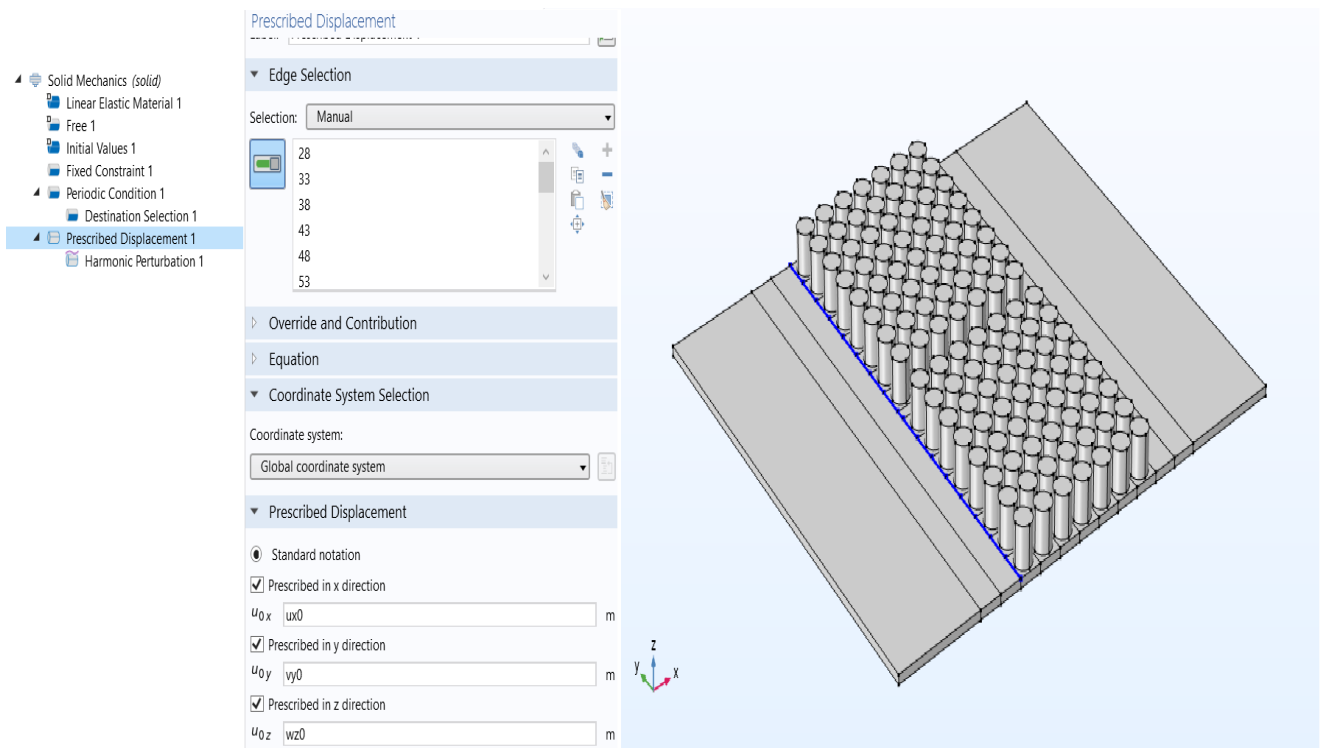 Prescribed Displacement
Solid Mechanics (solid)
Linear Elastic Material 1
Free 1
Initial Values 1
Fixed Constraint 1
Periodic Condition 1
Destination Selection 1
Prescribed Displacement 1
Harmonic Perturbation 1
Edge Selection
Selection: Manual
28
33
38
43
48
53
Override and Contribution
Equation
Coordinate System Selection
Coordinate system:
Global coordinate system
Prescribed Displacement
Standard notation
Prescribed in x direction
u0x ux0 m
Prescribed in y direction
u0y vy0 m
Prescribed in z direction
u0z wz0 m
z
y x